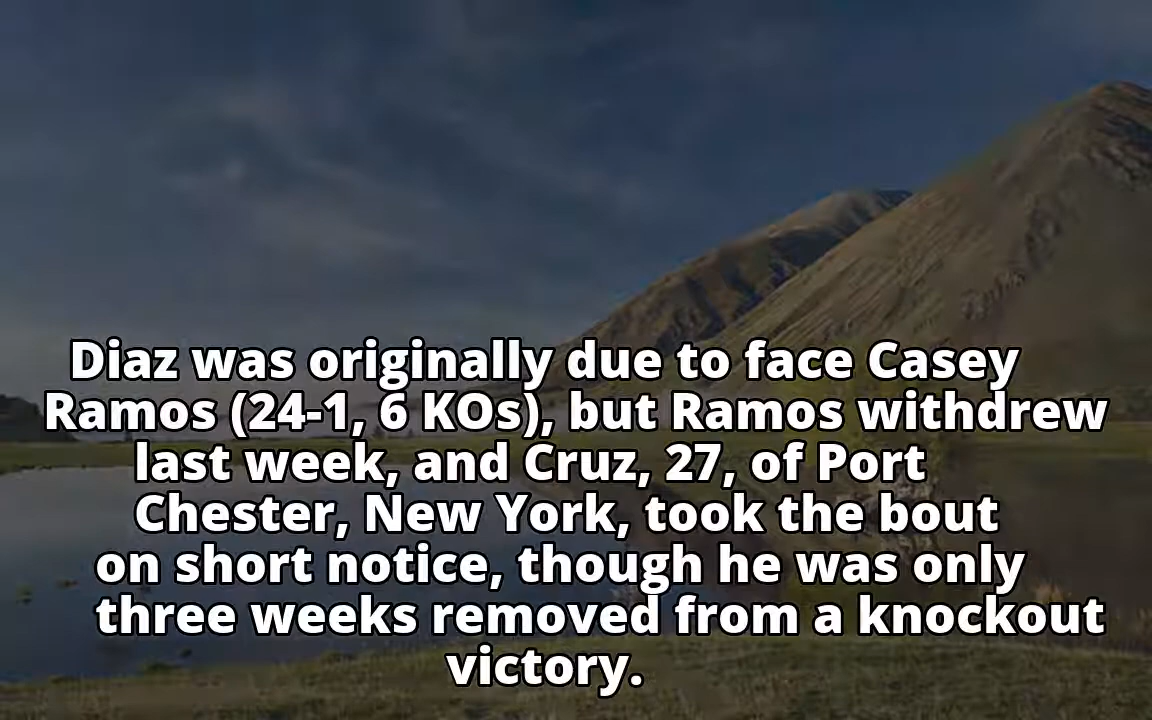 Diaz was originally due to face Casey
Ramos (24-1, 6 KOs), but Ramos withdrew
last week, and Cruz, 27, of Port
Chester, New York, took the bout
on short notice, though he was only
three weeks removed from a knockout
victory.